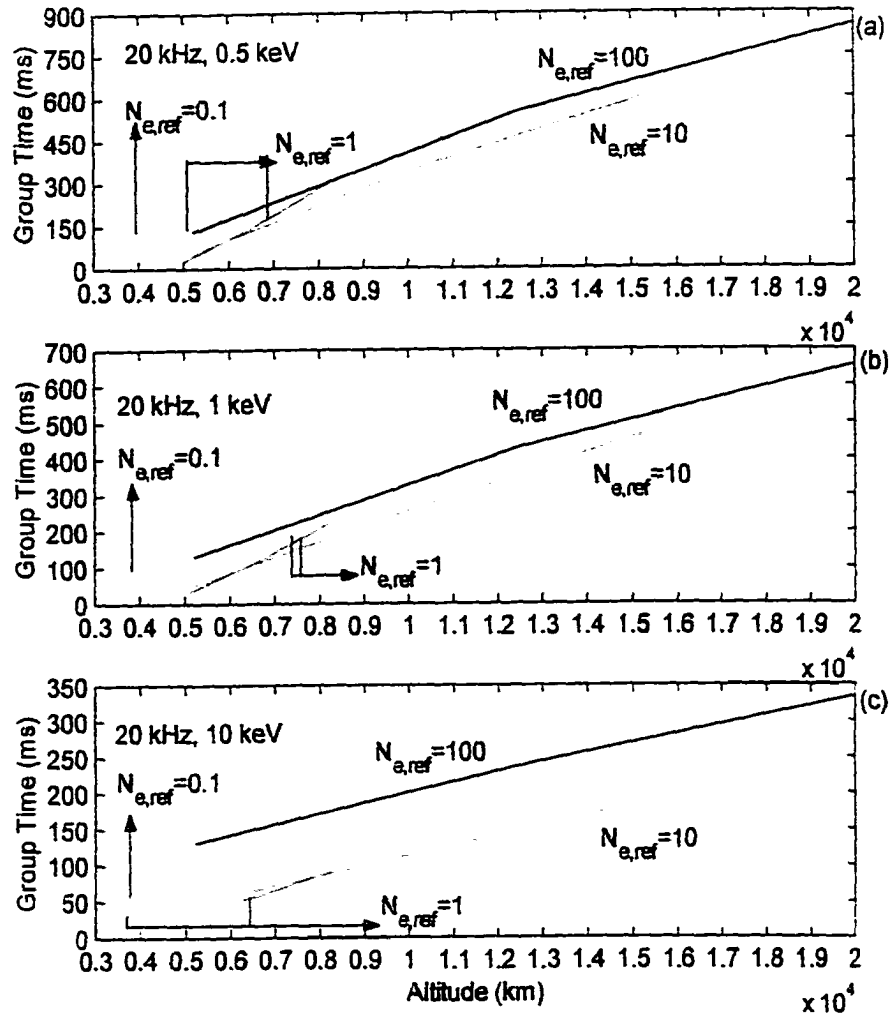 900
750
600
450
300
150
0
Group Time (ms)
20 kHz, 0.5 keV
(a)
N_e,ref=100
N_e,ref=0.1
N_e,ref=1
N_e,ref=10
0.3 0.4 0.5 0.6 0.7 0.8 0.9 1 1.1 1.2 1.3 1.4 1.5 1.6 1.7 1.8 1.9 2
x 10^4
700
600
500
400
300
200
100
0
Group Time (ms)
20 kHz, 1 keV
(b)
N_e,ref=100
N_e,ref=0.1
N_e,ref=10
N_e,ref=1
0.3 0.4 0.5 0.6 0.7 0.8 0.9 1 1.1 1.2 1.3 1.4 1.5 1.6 1.7 1.8 1.9 2
x 10^4
350
300
250
200
150
100
50
0
Group Time (ms)
20 kHz, 10 keV
(c)
N_e,ref=100
N_e,ref=0.1
N_e,ref=10
N_e,ref=1
0.3 0.4 0.5 0.6 0.7 0.8 0.9 1 1.1 1.2 1.3 1.4 1.5 1.6 1.7 1.8 1.9 2
Altitude (km)
x 10^4